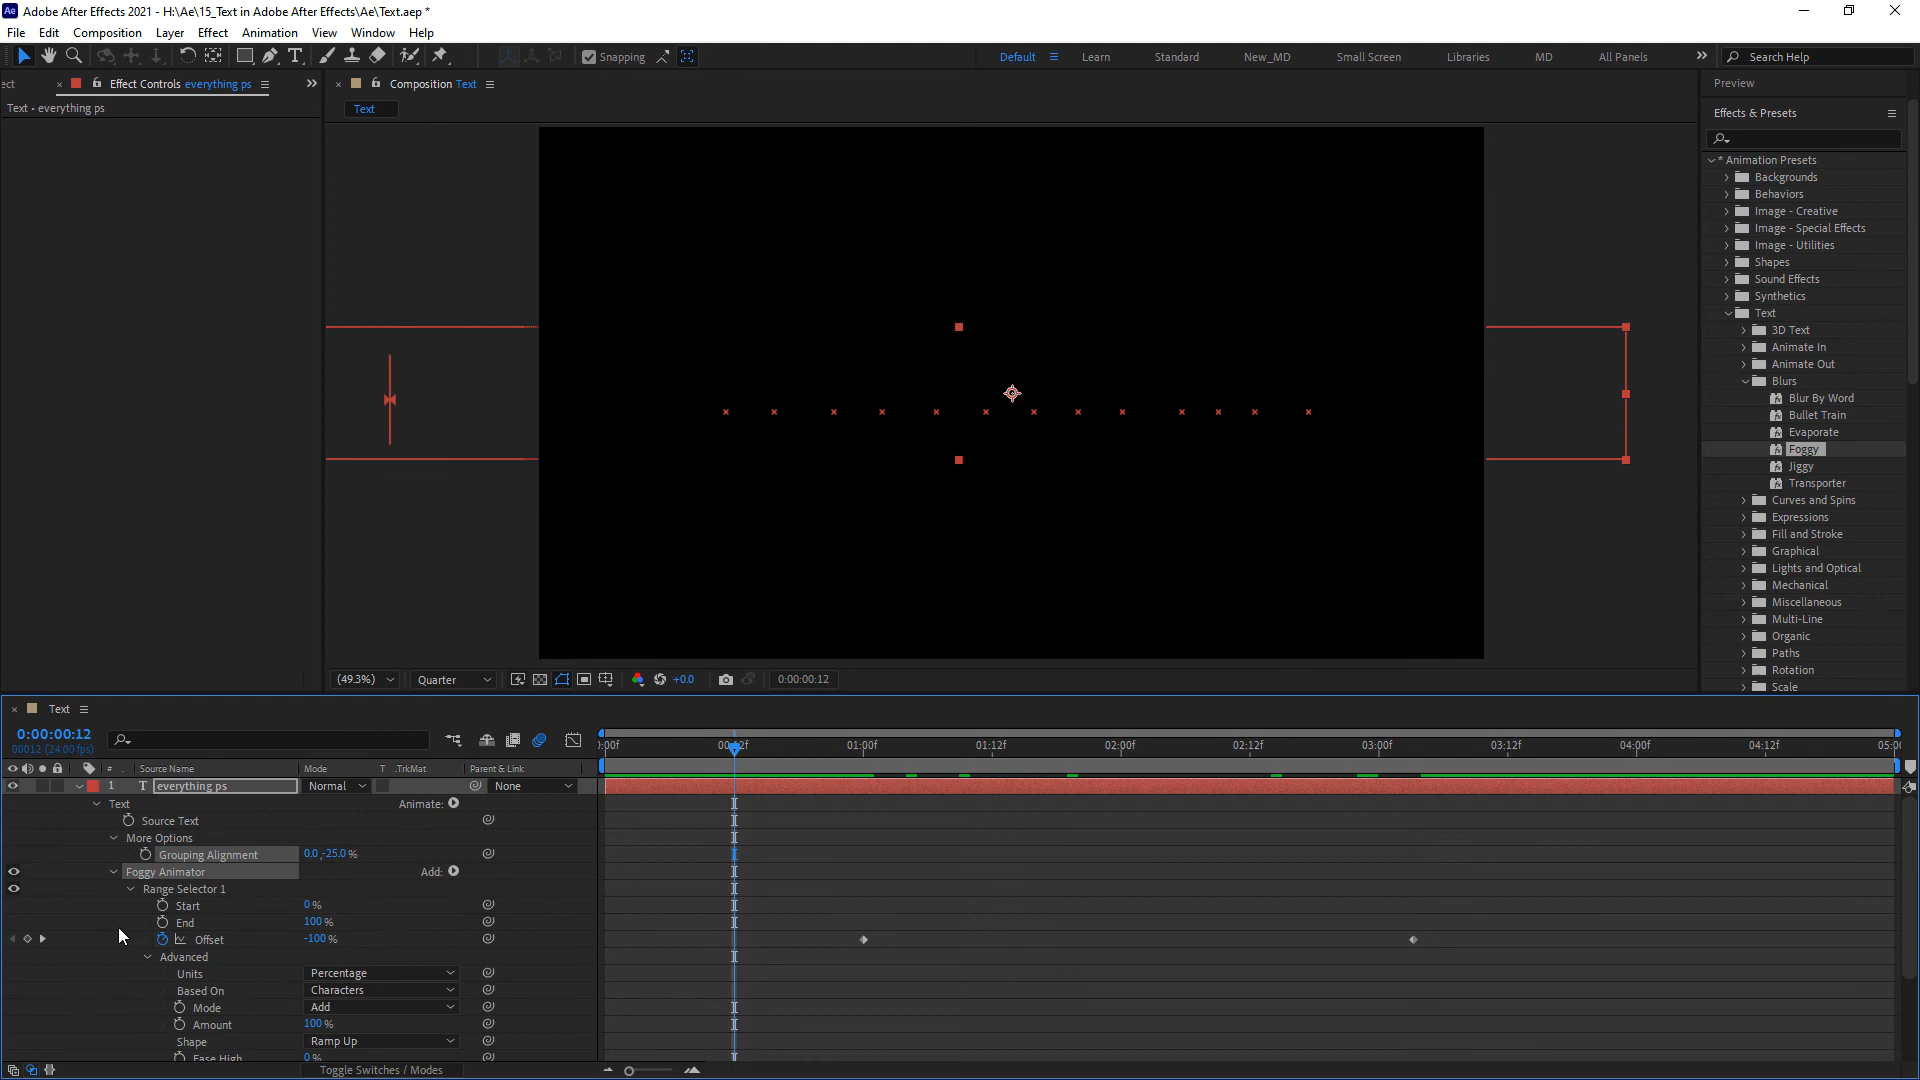 Adobe After Effects 2021 - H:\Ae\15_Text in Adobe After Effects\Ae\Text.aep *
File Edit Composition Layer Effect Animation View Window Help
Snapping Default Learn Standard New_MD Small Screen Libraries MD All Panels Search Help
ect Effect Controls everything ps Composition Text Preview
Text • everything ps Text Effects & Presets
* Animation Presets
Backgrounds
Behaviors
Image - Creative
Image - Special Effects
Image - Utilities
Shapes
Sound Effects
Synthetics
Text
3D Text
Animate In
Animate Out
Blurs
Blur By Word
Bullet Train
Evaporate
Foggy
Jiggy
Transporter
Curves and Spins
Expressions
Fill and Stroke
Graphical
Lights and Optical
Mechanical
Miscellaneous
Multi-Line
Organic
Paths
Rotation
Scale
(49.3%) Quarter +0.0 0:00:00:12
Text
0:00:00:12
00012 (24.00 fps)
):00f 00:12f 01:00f 01:12f 02:00f 02:12f 03:00f 03:12f 04:00f 04:12f 05:0(
# Source Name Mode T .TrkMat Parent & Link
1 T everything ps Normal None
Text Animate:
Source Text
More Options
Grouping Alignment 0.0,-25.0 %
Foggy Animator Add:
Range Selector 1
Start 0 %
End 100 %
Offset -100 %
Advanced
Units Percentage
Based On Characters
Mode Add
Amount 100 %
Shape Ramp Up
Ease High 0 %
Toggle Switches / Modes